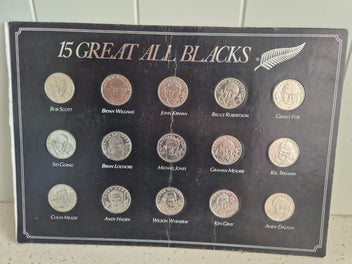 15 GREAT ALL BLACKS
BOB SCOTT
BRYAN WILLIAMS
JOHN KIRWAN
BRUCE ROBERTSON
GRANT FOX
SID GOING
BRIAN LOCHORE
MICHAEL JONES
GRAHAM MOURIE
KEL TREMAIN
COLIN MEADS
ANDY HADEN
WILSON WHINERAY
KEN GRAY
ANDY DALTON